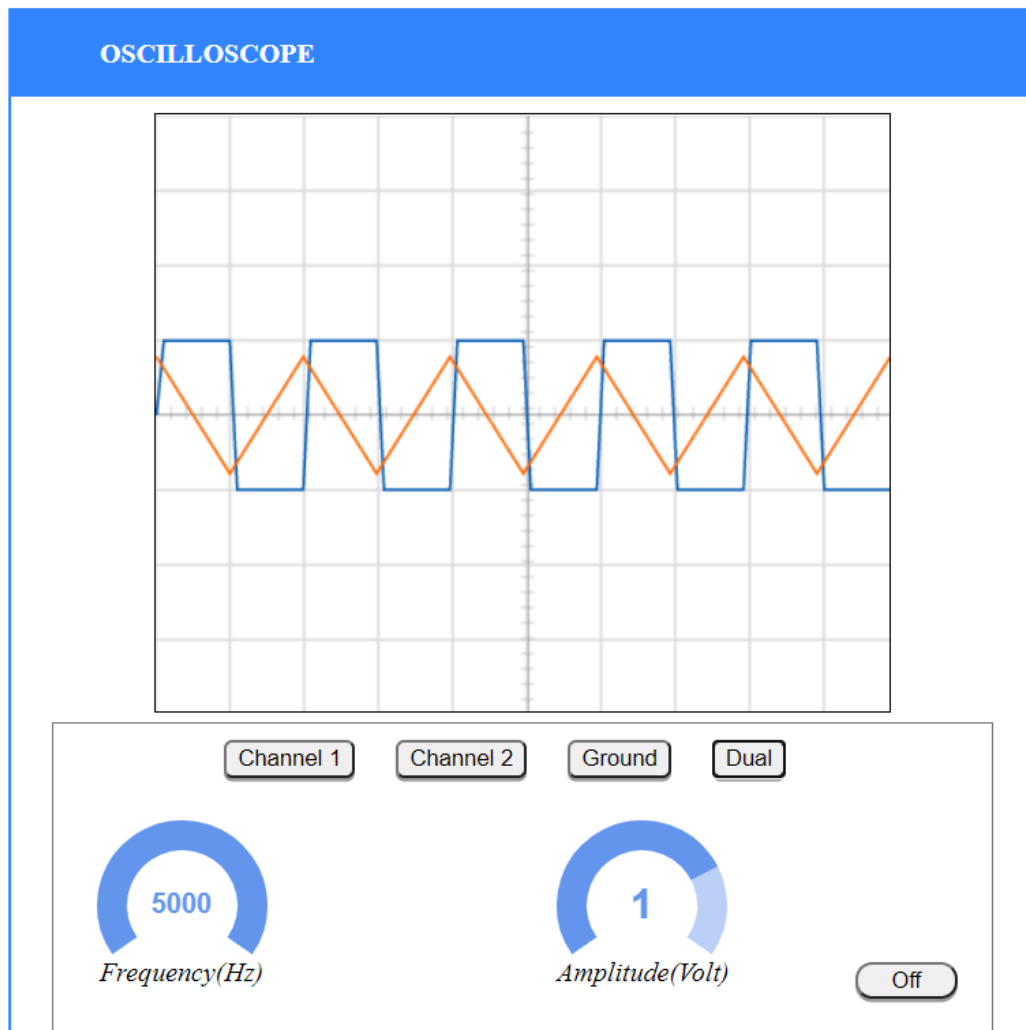 OSCILLOSCOPE
Channel 1 Channel 2 Ground Dual
5000 1
Frequency(Hz) Amplitude(Volt)
Off